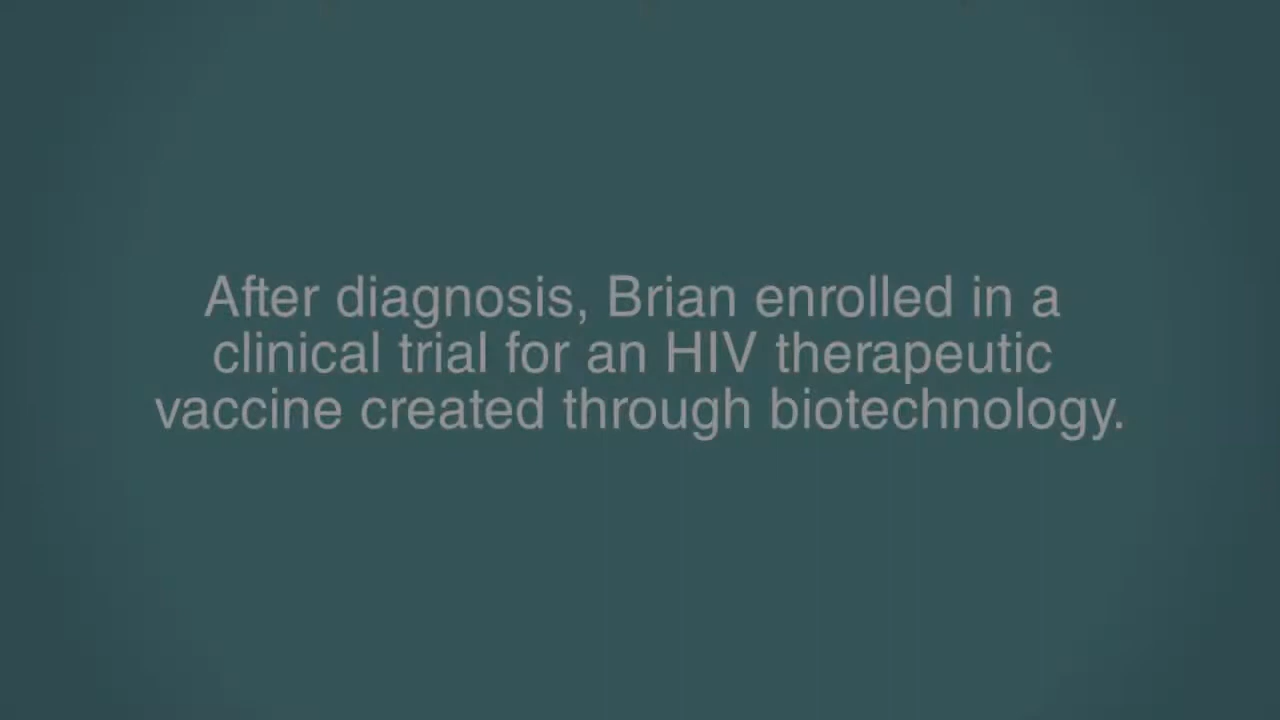 After diagnosis, Brian enrolled in a
clinical trial for an HIV therapeutic
vaccine created through biotechnology.